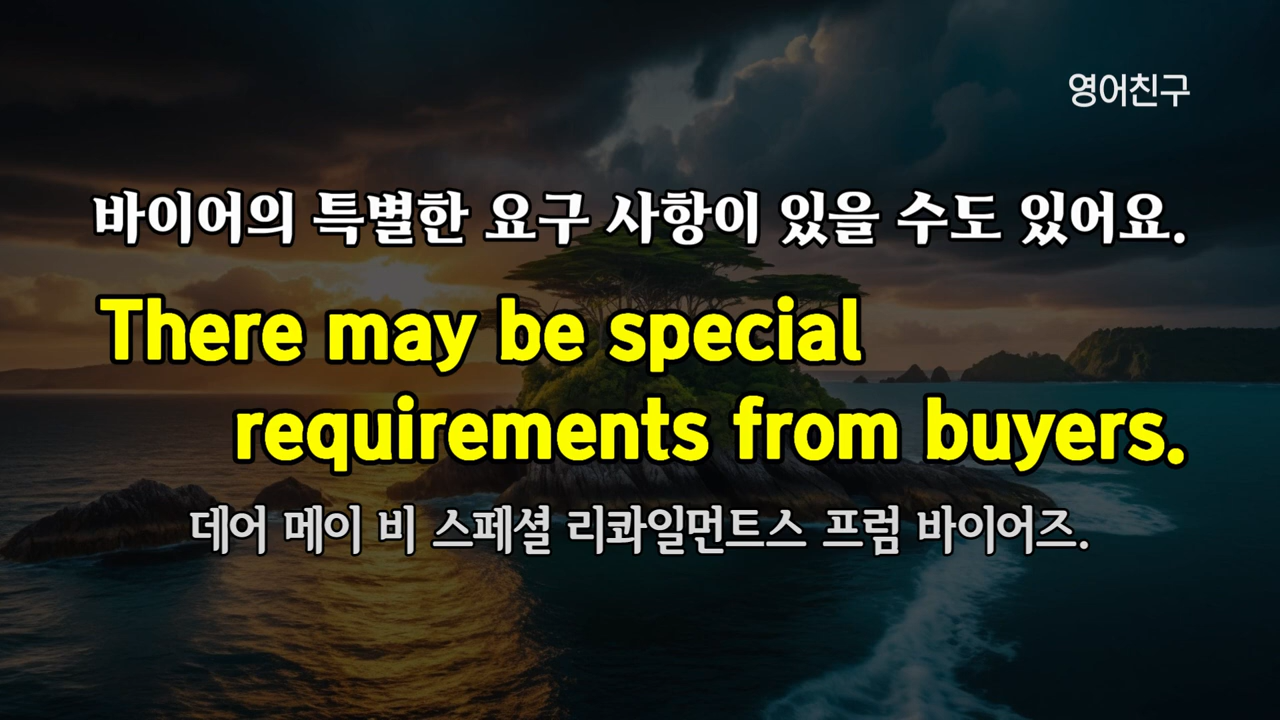 영어친구
바이어의 특별한 요구 사항이 있을 수도 있어요.
There may be special
requirements from buyers.
데어 메이 비 스페셜 리콰일먼트스 프럼 바이어즈.